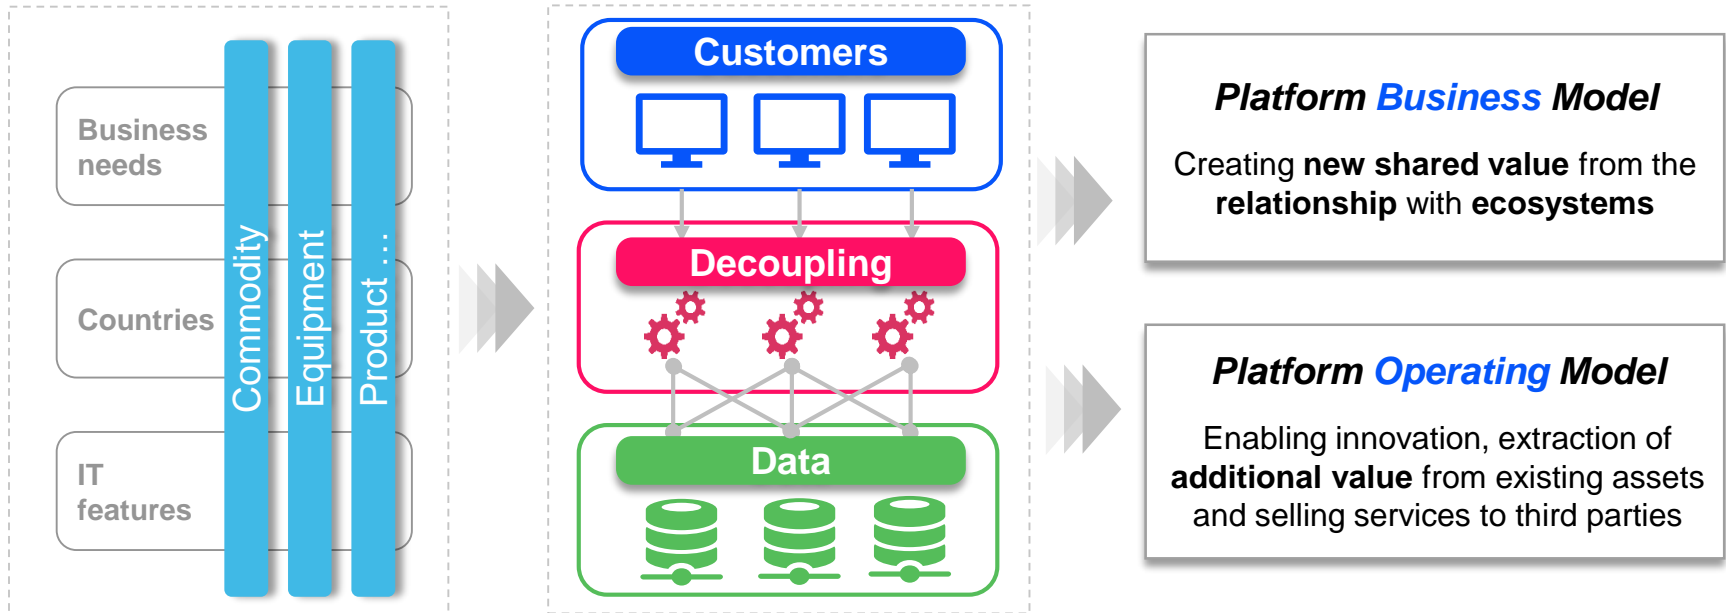 Business
needs
Countries
IT
features
Commodity
Equipment
Product ...
Customers
Decoupling
Data
Platform Business Model
Creating new shared value from the
relationship with ecosystems
Platform Operating Model
Enabling innovation, extraction of
additional value from existing assets
and selling services to third parties